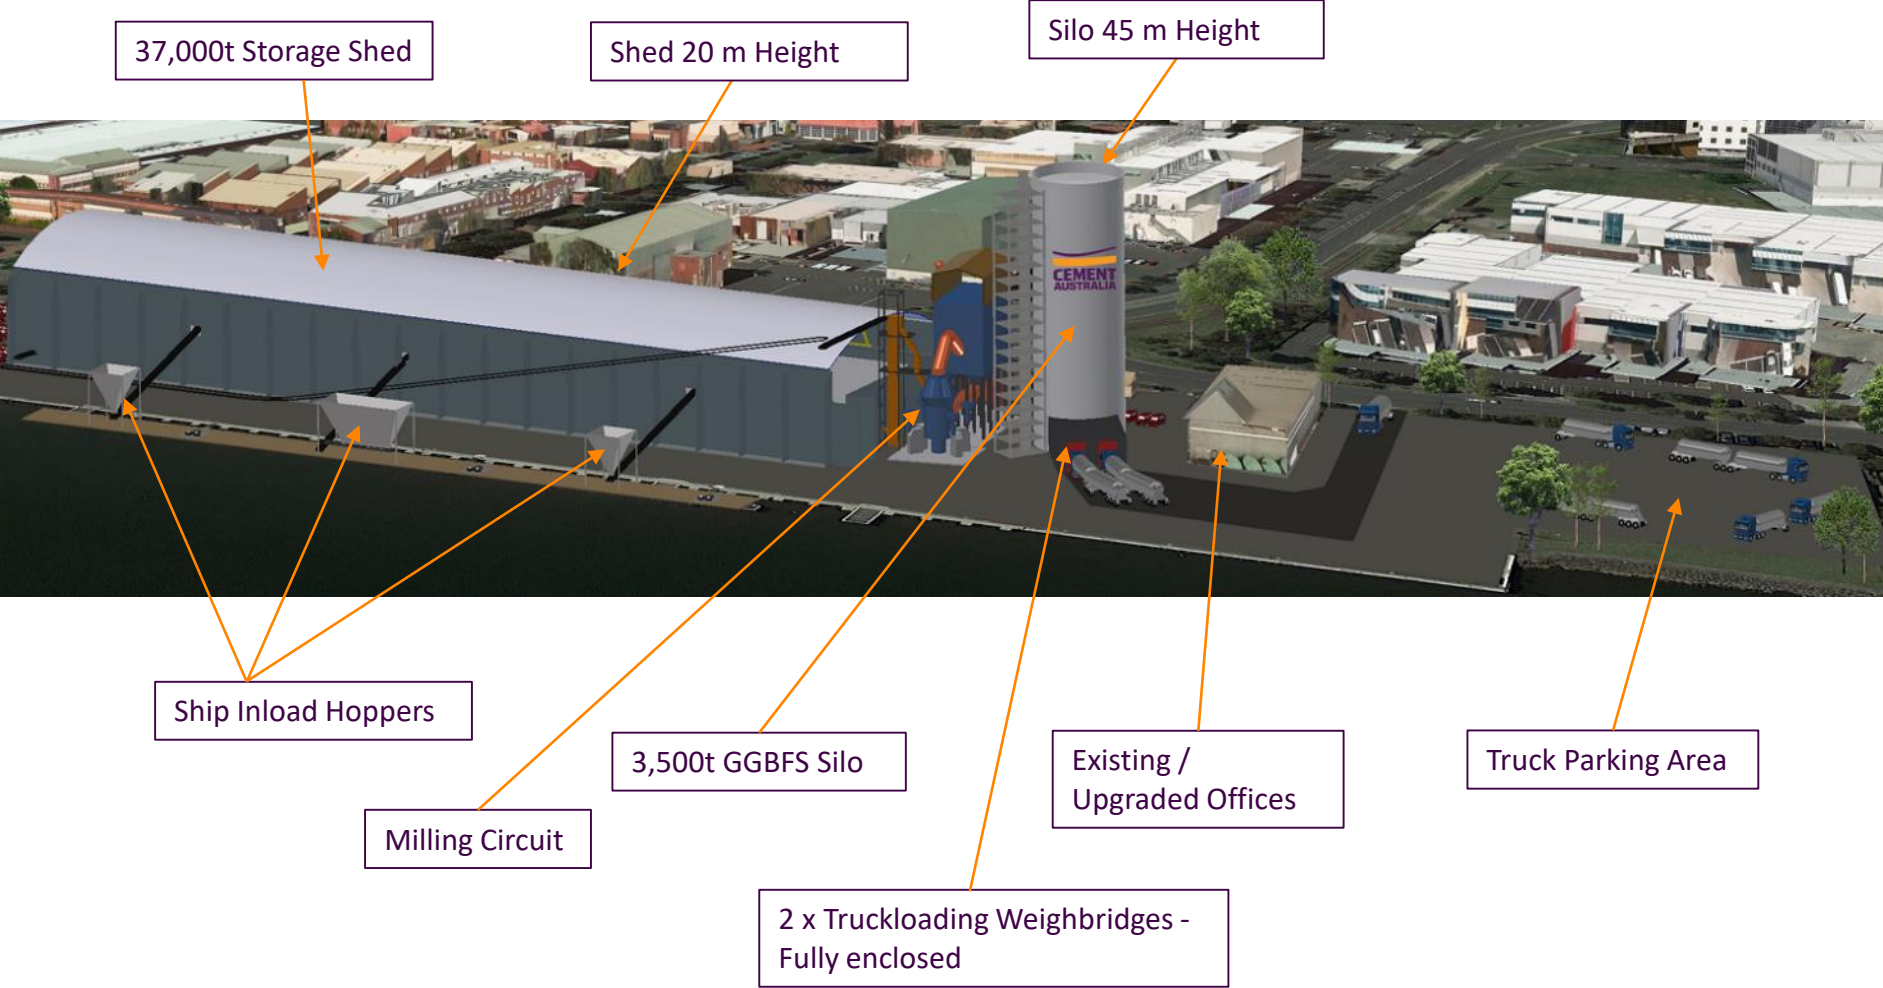 37,000t Storage Shed
Shed 20 m Height
Silo 45 m Height
CEMENT
AUSTRALIA
Ship Inload Hoppers
3,500t GGBFS Silo
Existing /
Upgraded Offices
Truck Parking Area
Milling Circuit
2 x Truckloading Weighbridges -
Fully enclosed